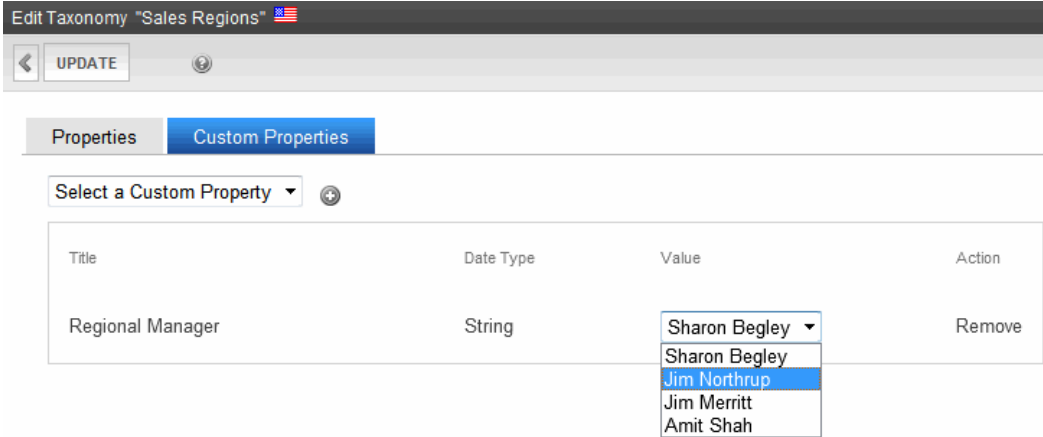 Edit Taxonomy "Sales Regions"
UPDATE
Properties Custom Properties
Select a Custom Property
Title Date Type Value Action
Regional Manager String Sharon Begley Remove
Sharon Begley
Jim Northrup
Jim Merritt
Amit Shah